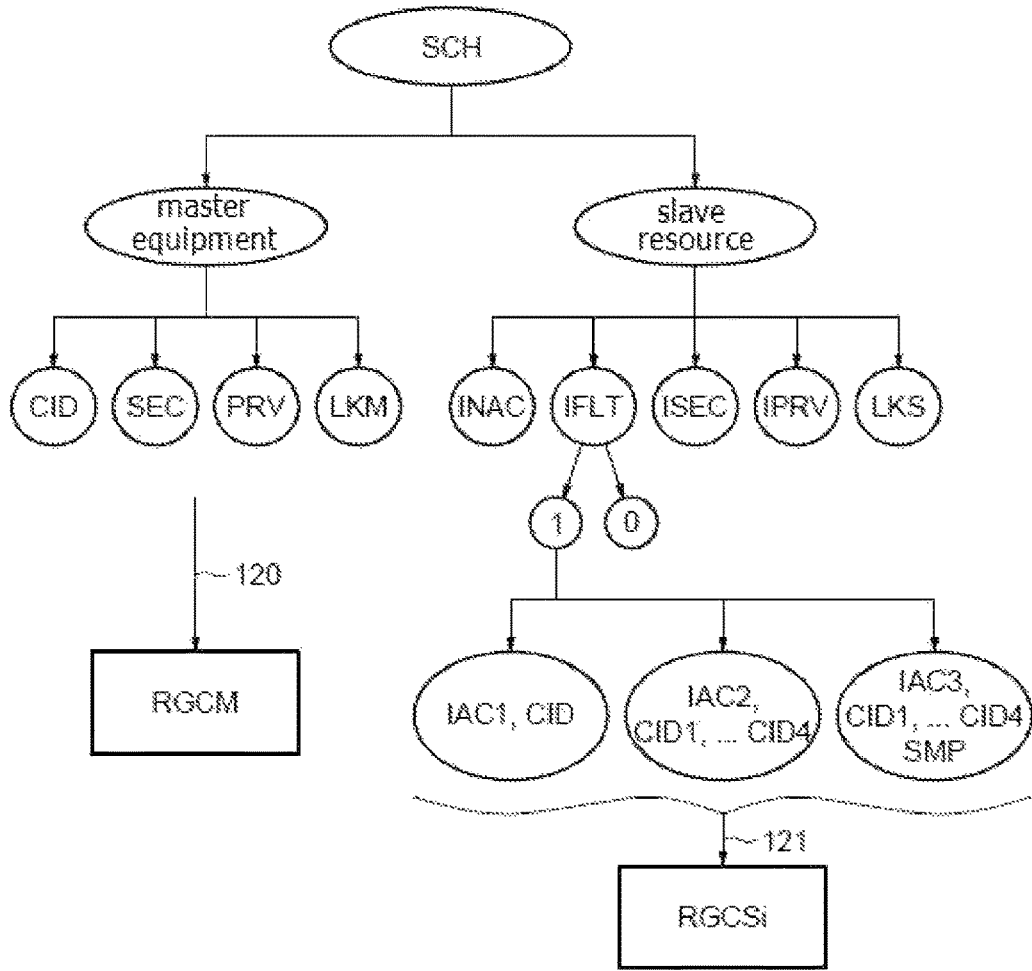 SCH
master
equipment
slave
resource
CID SEC PRV LKM
INAC IFLT ISEC IPRV LKS
1 0
120
RGCM
IAC1, CID
IAC2,
CID1, ... CID4
IAC3,
CID1, ... CID4
SMP
121
RGCSi